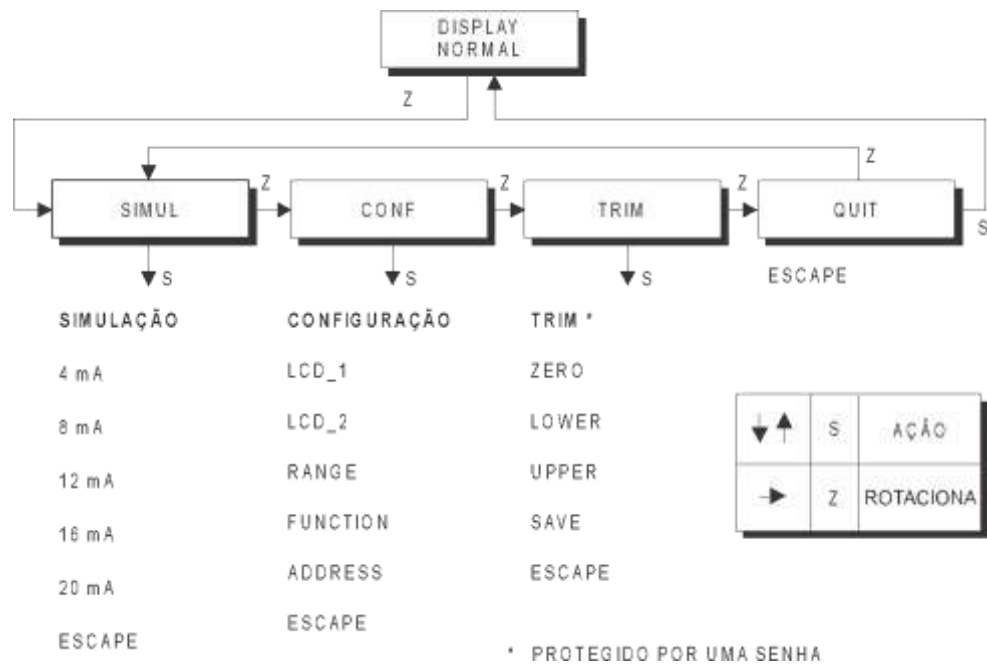 DISPLAY
NORMAL
Z
Z
SIMUL
Z
CONF
Z
TRIM
Z
QUIT
S
S
S
S
ESCAPE
SIMULAÇÃO
4 mA
8 mA
12 mA
16 mA
20 mA
ESCAPE
CONFIGURAÇÃO
LCD_1
LCD_2
RANGE
FUNCTION
ADDRESS
ESCAPE
TRIM *
ZERO
LOWER
UPPER
SAVE
ESCAPE
S AÇÃO
Z ROTACIONA
* PROTEGIDO POR UMA SENHA